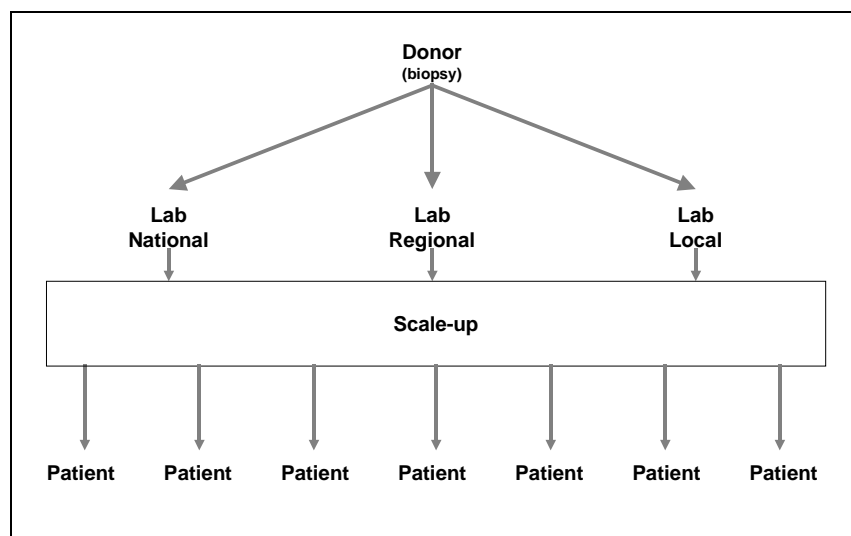 Donor
(biopsy)
Lab Lab Lab
National Regional Local
Scale-up
Patient Patient Patient Patient Patient Patient Patient